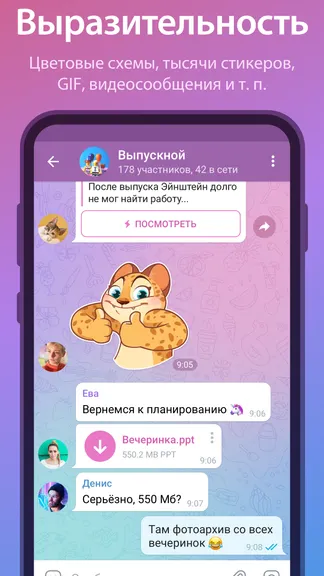 Выразительность
Цветовые схемы, тысячи стикеров,
GIF, видеосообщения и т. п.
Выпускной
178 участников, 42 в сети
После выпуска Эйнштейн долго
не мог найти работу...
ПОСМОТРЕТЬ
9:05
Ева
Вернемся к планированию 🦄 9:06
Вечеринка.ppt
550.2 MB PPT
9:06
Денис
Серьёзно, 550 Мб? 9:07
Там фотоархив со всех
вечеринок 😂 9:08